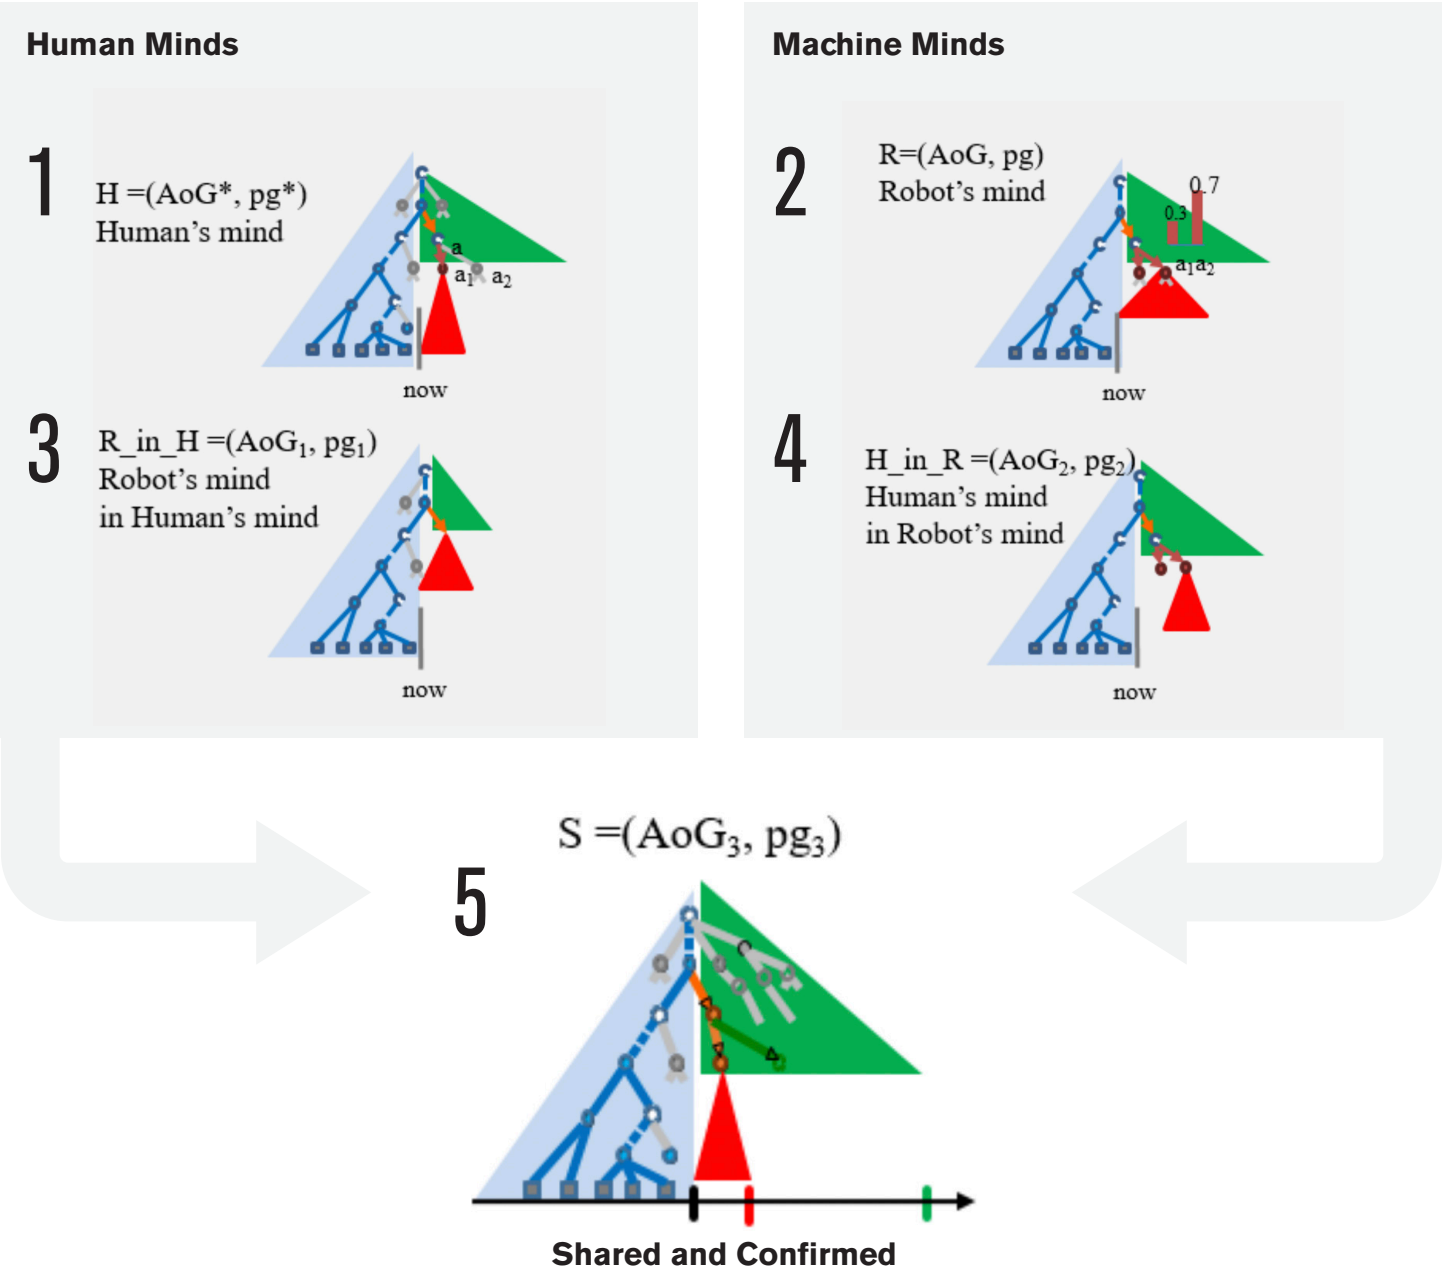 Human Minds
1
H =(AoG*, pg*)
Human's mind
a
a₁
a₂
now
3
R_in_H =(AoG₁, pg₁)
Robot's mind
in Human's mind
now
Machine Minds
2
R=(AoG, pg)
Robot's mind
0.7
0.3
a₁a₂
now
4
H_in_R =(AoG₂, pg₂)
Human's mind
in Robot's mind
now
S =(AoG₃, pg₃)
5
Shared and Confirmed